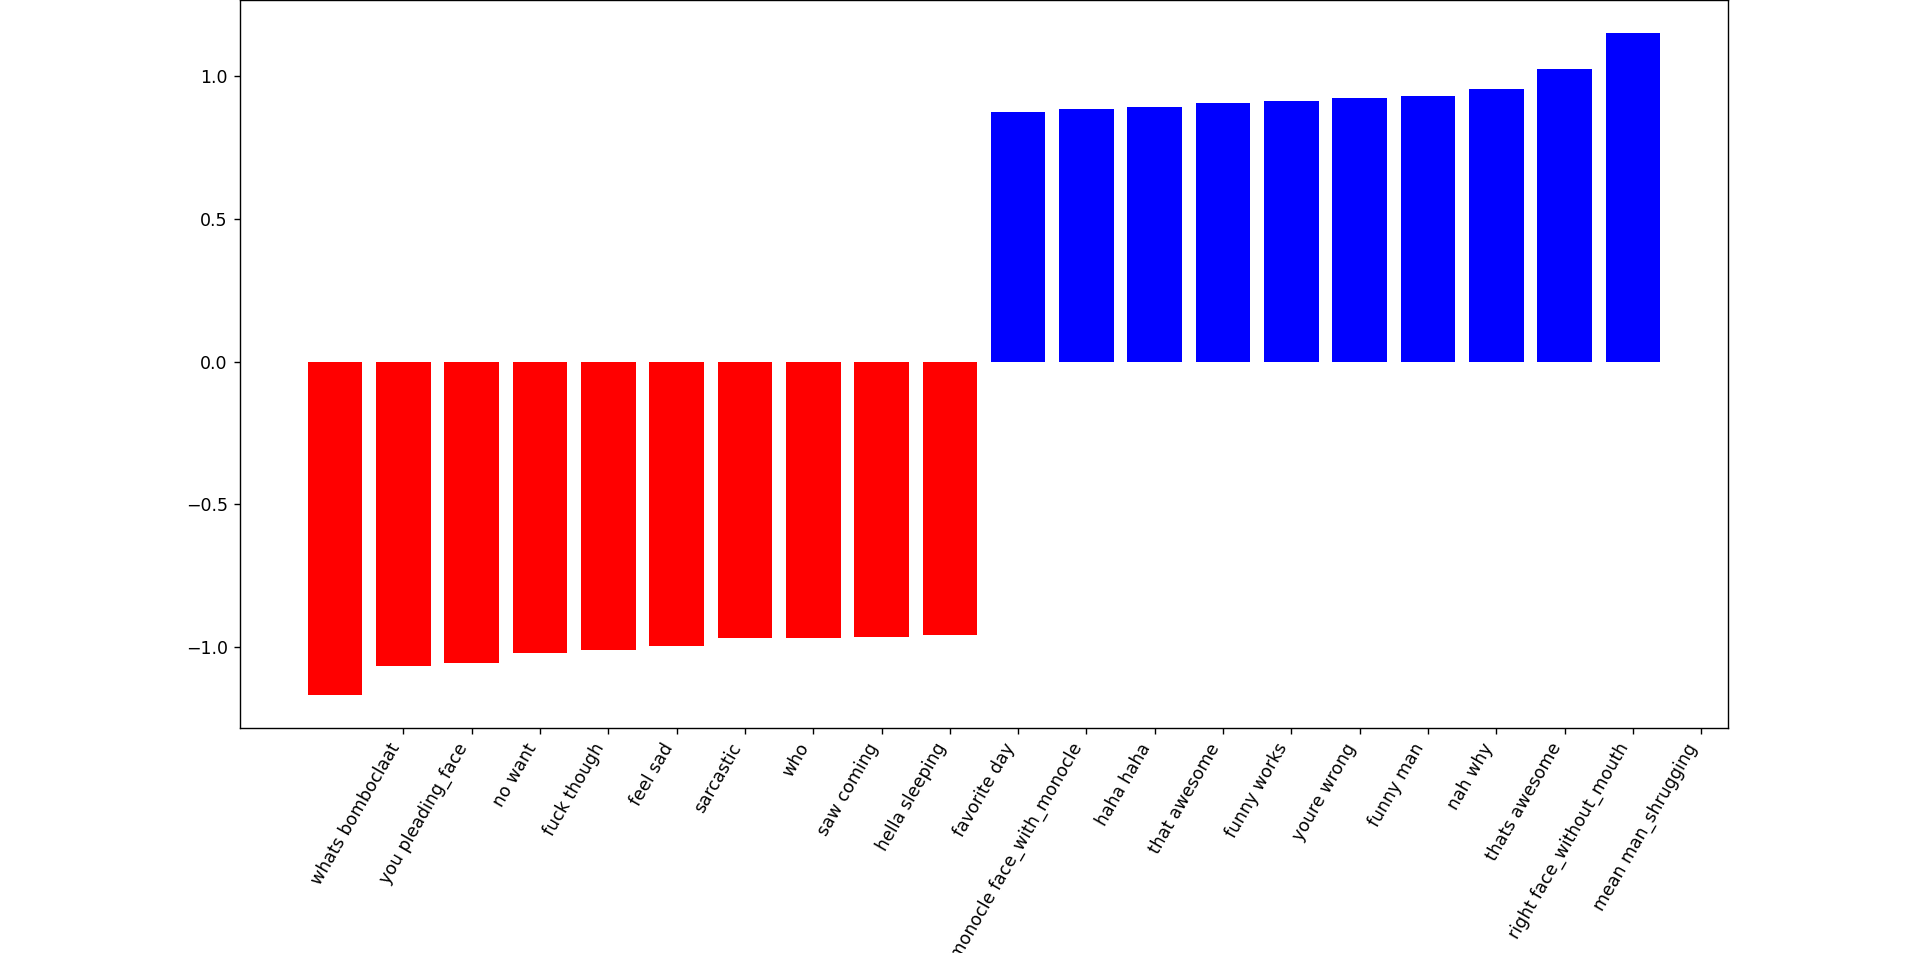 1.0
0.5
0.0
−0.5
−1.0
whats bomboclaat
you pleading_face
no want
fuck though
feel sad
sarcastic
who
saw coming
hella sleeping
favorite day
monocle face_with_monocle
haha haha
that awesome
funny works
youre wrong
funny man
nah why
thats awesome
right face_without_mouth
mean man_shrugging